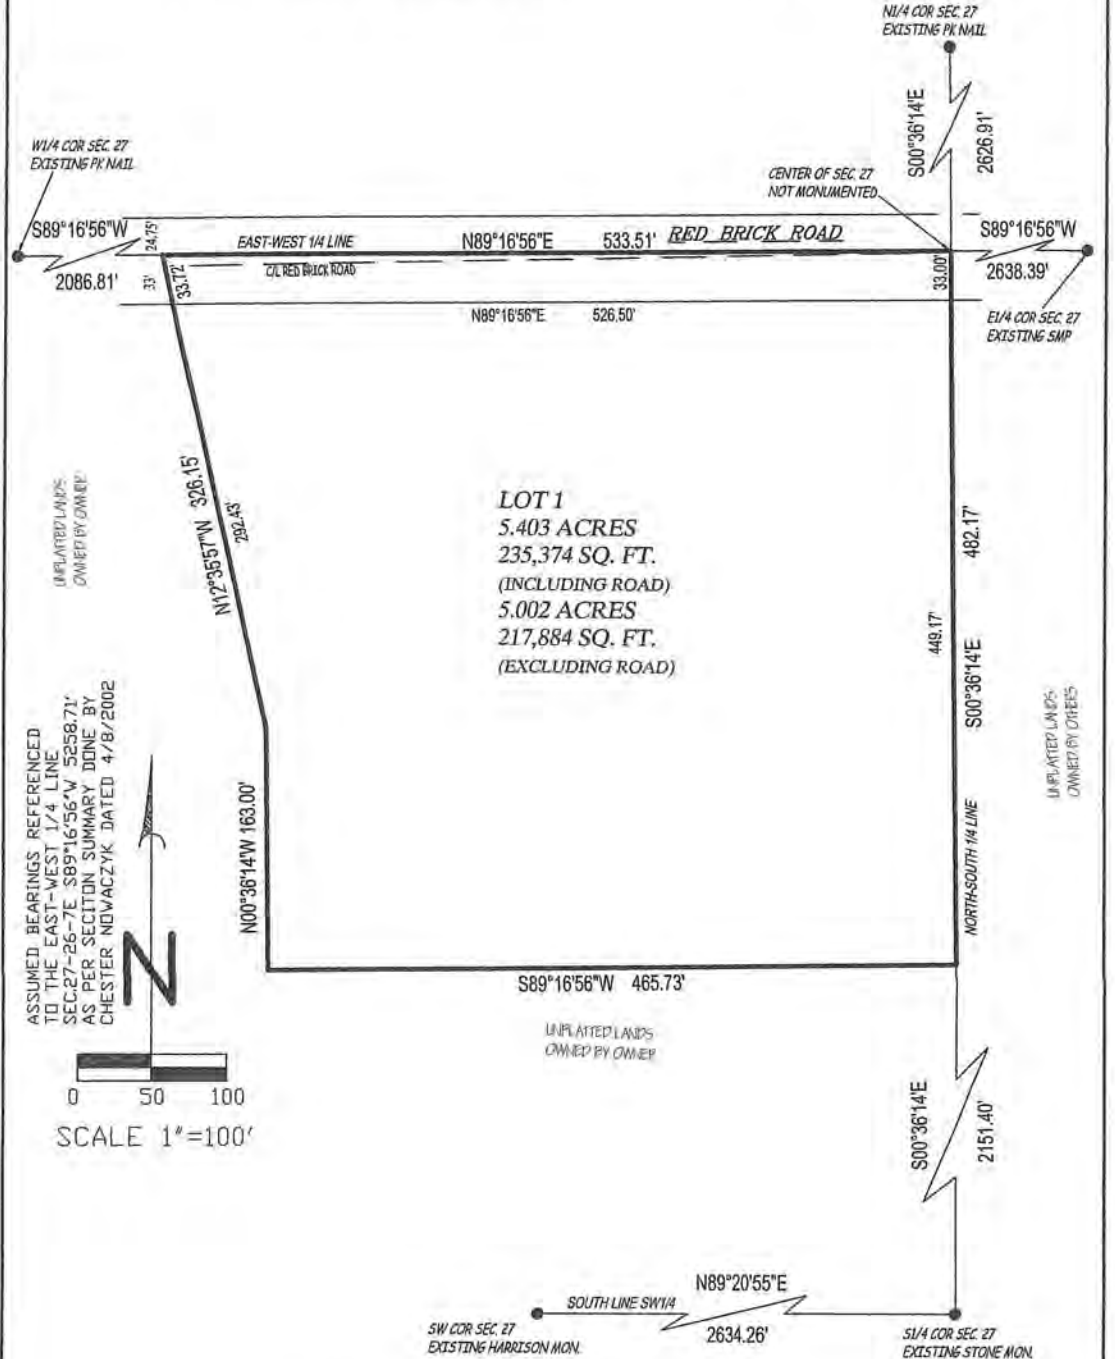 N1/4 COR SEC. 27
EXISTING PK NAIL
S00°36'14"E
2626.91'
W1/4 COR SEC. 27
EXISTING PK NAIL
CENTER OF SEC. 27
NOT MONUMENTED
S89°16'56"W
2086.81'
24.75'
33'
33.72'
EAST-WEST 1/4 LINE
N89°16'56"E 533.51'
RED BRICK ROAD
C/L RED BRICK ROAD
33.00'
S89°16'56"W
2638.39'
N89°16'56"E 526.50'
E1/4 COR SEC. 27
EXISTING SMP
UNPLATTED LANDS
OWNED BY OWNER
N12°35'57"W 326.15'
292.43'
LOT 1
5.403 ACRES
235,374 SQ. FT.
(INCLUDING ROAD)
5.002 ACRES
217,884 SQ. FT.
(EXCLUDING ROAD)
449.17'
482.17'
S00°36'14"E
UNPLATTED LANDS
OWNED BY OTHERS
NORTH-SOUTH 1/4 LINE
ASSUMED BEARINGS REFERENCED
TO THE EAST-WEST 1/4 LINE
SEC.27-26-7E S89°16'56"W 5258.71'
AS PER SECITON SUMMARY DONE BY
CHESTER NOWACZYK DATED 4/8/2002
N
N00°36'14"W 163.00'
S89°16'56"W 465.73'
UNPLATTED LANDS
OWNED BY OWNER
0 50 100
SCALE 1"=100'
S00°36'14"E
2151.40'
N89°20'55"E
SOUTH LINE SW1/4
2634.26'
SW COR SEC. 27
EXISTING HARRISON MON.
S1/4 COR SEC. 27
EXISTING STONE MON.